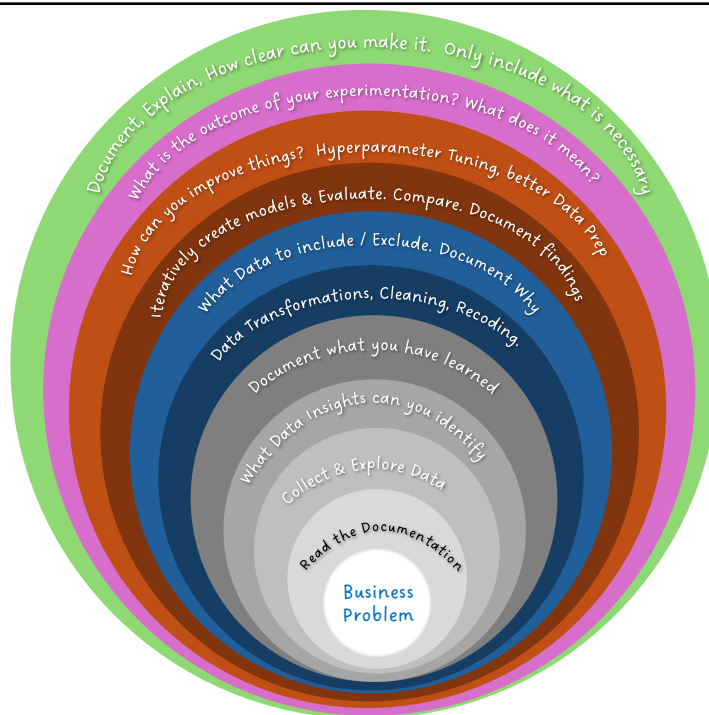 Document, Explain, How clear can you make it.  Only include what is necessary
What is the outcome of your experimentation? What does it mean?
How can you improve things?  Hyperparameter Tuning, better Data Prep
Iteratively create models & Evaluate. Compare. Document findings
What Data to include / Exclude. Document Why
Data Transformations, Cleaning, Recoding.
Document what you have learned
What Data Insights can you identify
Collect & Explore Data
Read the Documentation
Business
Problem